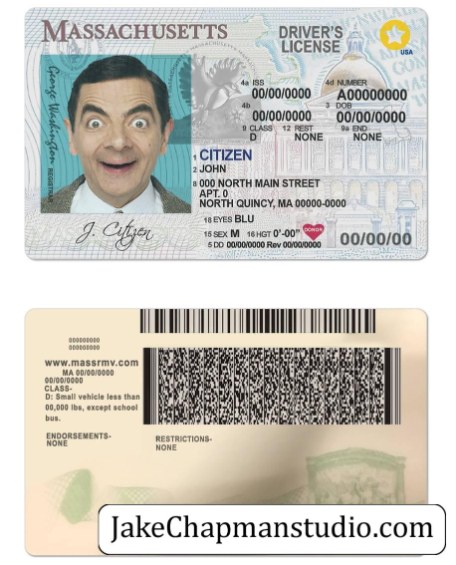 MASSACHUSETTS
DRIVER'S
LICENSE
USA
4a ISS
00/00/0000
4d NUMBER
A00000000
4b
00/00/0000
3 DOB
00/00/0000
9 CLASS
D
12 REST
NONE
9a END
NONE
George Washington
REGISTRAR
1 CITIZEN
2 JOHN
8 000 NORTH MAIN STREET
APT. 0
NORTH QUINCY, MA 00000-0000
18 EYES BLU
15 SEX M 16 HGT 0'-00"
DONOR
00/00/00
5 DD 00/00/0000 Rev 00/00/0000
J. Citizen
000000000
000000000
www.massrmv.com
MA 00/00/0000
00/00/0000
CLASS-
D: Small vehicle less than
00,000 lbs, except school
bus.
ENDORSEMENTS-
NONE
RESTRICTIONS-
NONE
JakeChapmanstudio.com